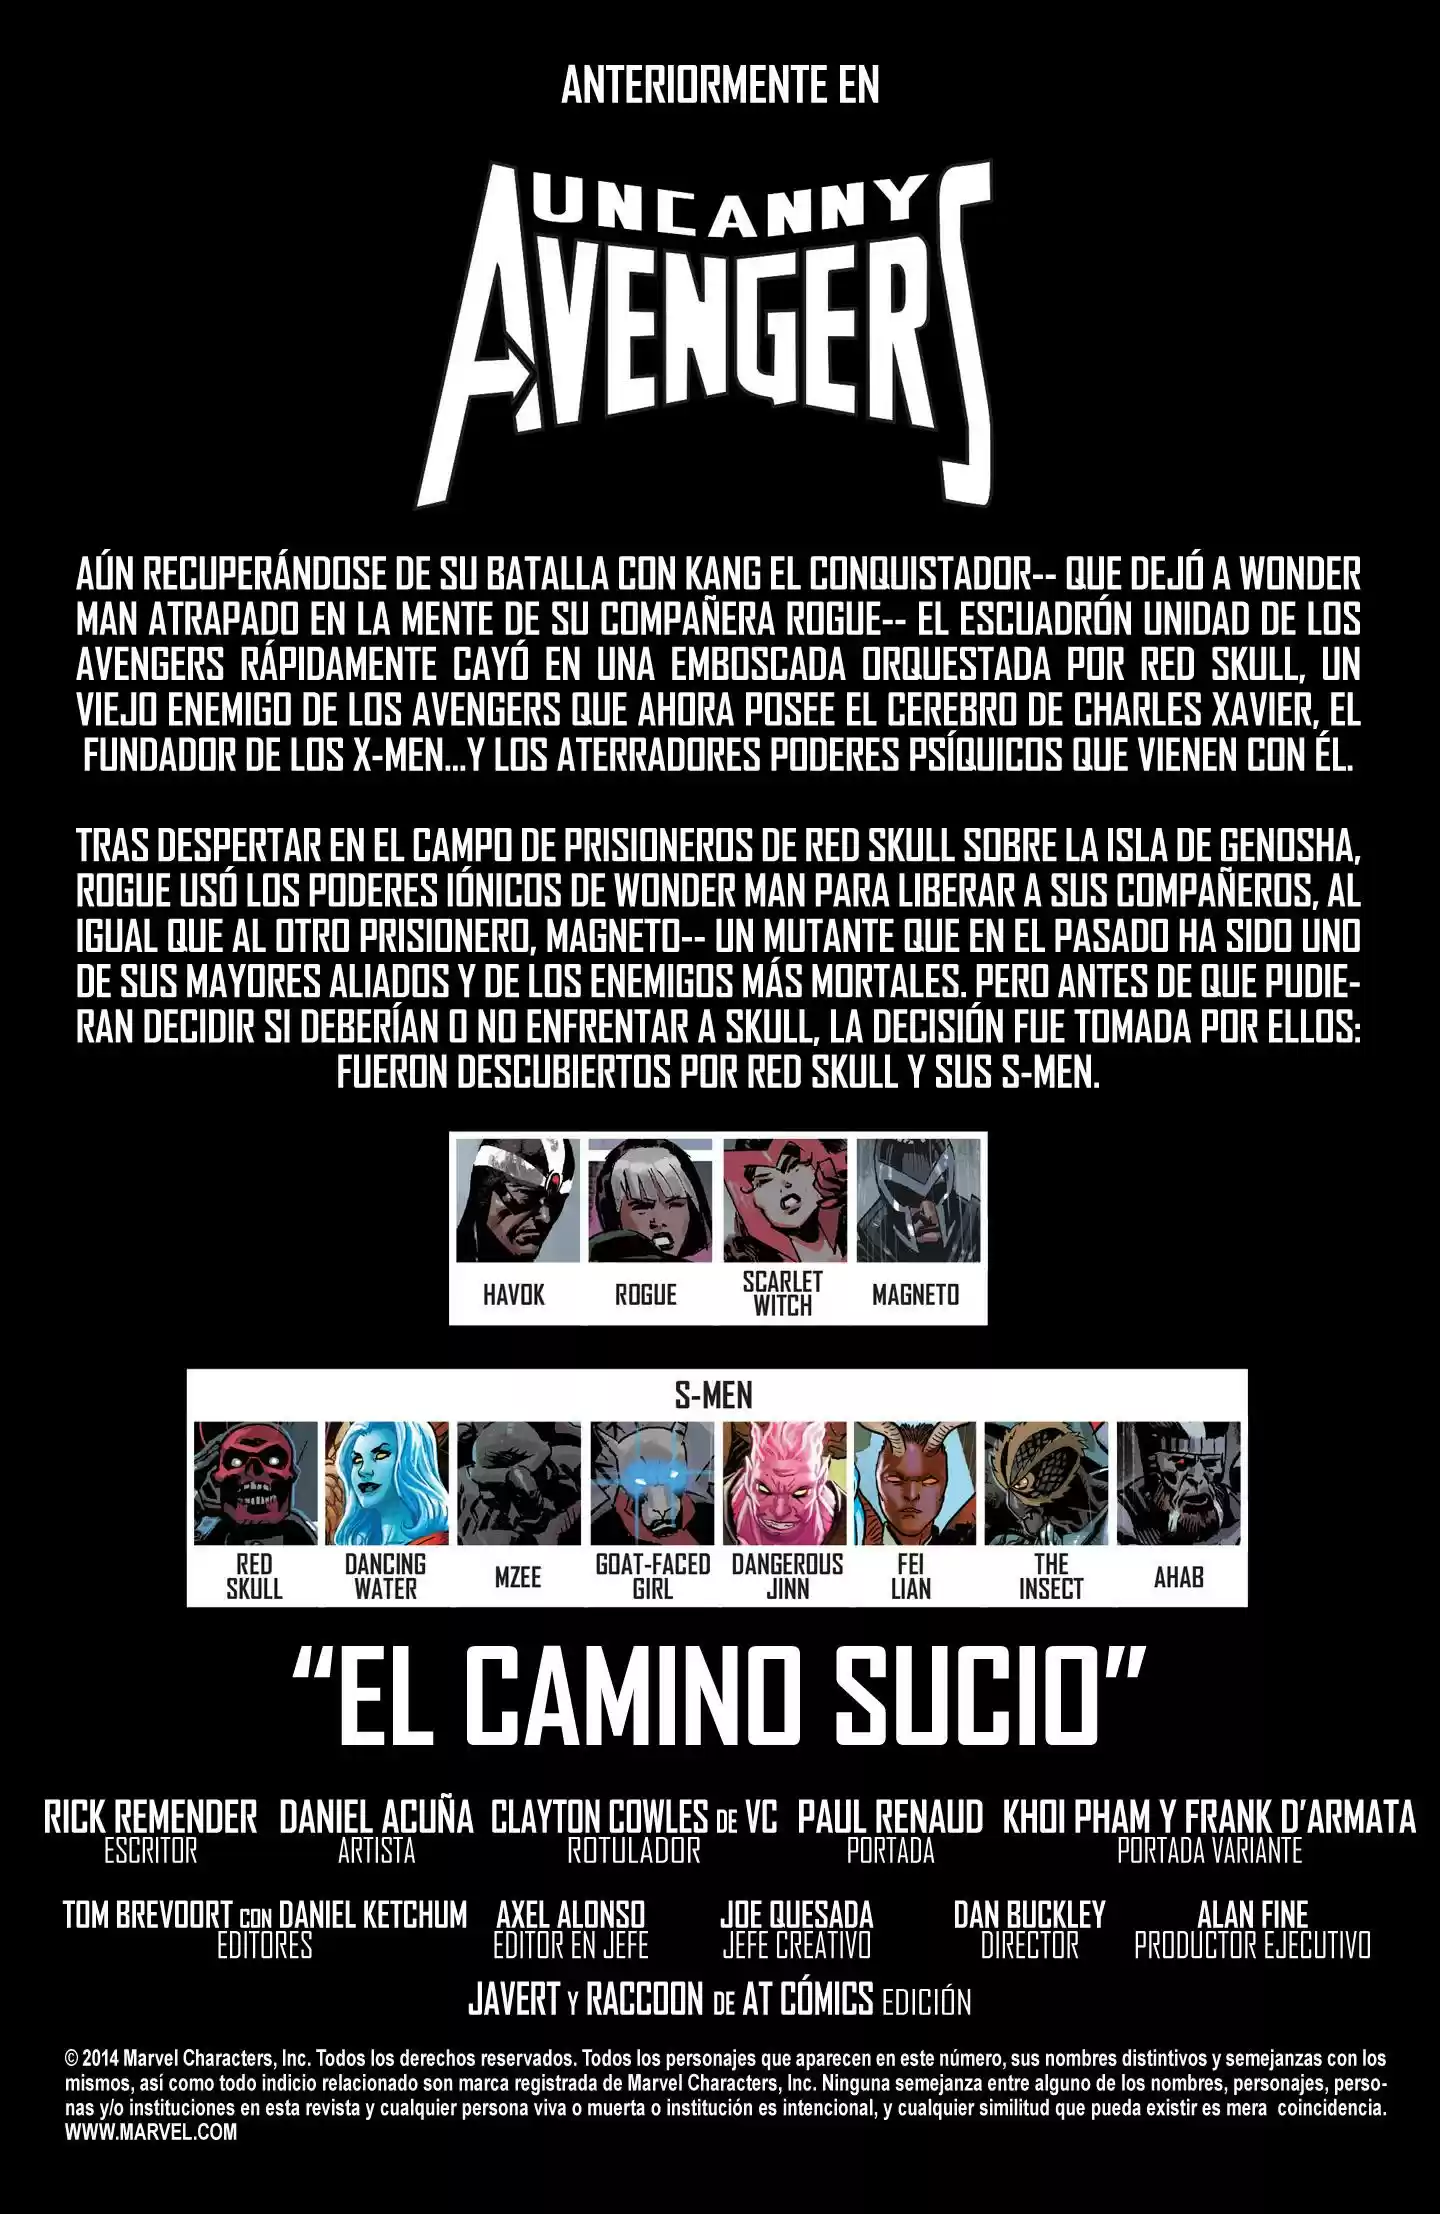 ANTERIORMENTE EN
UNCANNY
AVENGERS
AÚN RECUPERÁNDOSE DE SU BATALLA CON KANG EL CONQUISTADOR-- QUE DEJÓ A WONDER
MAN ATRAPADO EN LA MENTE DE SU COMPAÑERA ROGUE-- EL ESCUADRÓN UNIDAD DE LOS
AVENGERS RÁPIDAMENTE CAYÓ EN UNA EMBOSCADA ORQUESTADA POR RED SKULL, UN
VIEJO ENEMIGO DE LOS AVENGERS QUE AHORA POSEE EL CEREBRO DE CHARLES XAVIER, EL
FUNDADOR DE LOS X-MEN...Y LOS ATERRADORES PODERES PSÍQUICOS QUE VIENEN CON ÉL.
TRAS DESPERTAR EN EL CAMPO DE PRISIONEROS DE RED SKULL SOBRE LA ISLA DE GENOSHA,
ROGUE USÓ LOS PODERES IÓNICOS DE WONDER MAN PARA LIBERAR A SUS COMPAÑEROS, AL
IGUAL QUE AL OTRO PRISIONERO, MAGNETO-- UN MUTANTE QUE EN EL PASADO HA SIDO UNO
DE SUS MAYORES ALIADOS Y DE LOS ENEMIGOS MÁS MORTALES. PERO ANTES DE QUE PUDIE-
RAN DECIDIR SI DEBERÍAN O NO ENFRENTAR A SKULL, LA DECISIÓN FUE TOMADA POR ELLOS:
FUERON DESCUBIERTOS POR RED SKULL Y SUS S-MEN.
HAVOK ROGUE SCARLET WITCH MAGNETO
S-MEN
RED SKULL DANCING WATER MZEE GOAT-FACED GIRL DANGEROUS JINN FEI LIAN THE INSECT AHAB
“EL CAMINO SUCIO”
RICK REMENDER DANIEL ACUÑA CLAYTON COWLES DE VC PAUL RENAUD KHOI PHAM Y FRANK D’ARMATA
ESCRITOR ARTISTA ROTULADOR PORTADA PORTADA VARIANTE
TOM BREVOORT CON DANIEL KETCHUM AXEL ALONSO JOE QUESADA DAN BUCKLEY ALAN FINE
EDITORES EDITOR EN JEFE JEFE CREATIVO DIRECTOR PRODUCTOR EJECUTIVO
JAVERT Y RACCOON DE AT CÓMICS EDICIÓN
© 2014 Marvel Characters, Inc. Todos los derechos reservados. Todos los personajes que aparecen en este número, sus nombres distintivos y semejanzas con los
mismos, así como todo indicio relacionado son marca registrada de Marvel Characters, Inc. Ninguna semejanza entre alguno de los nombres, personajes, perso-
nas y/o instituciones en esta revista y cualquier persona viva o muerta o institución es intencional, y cualquier similitud que pueda existir es mera coincidencia.
WWW.MARVEL.COM